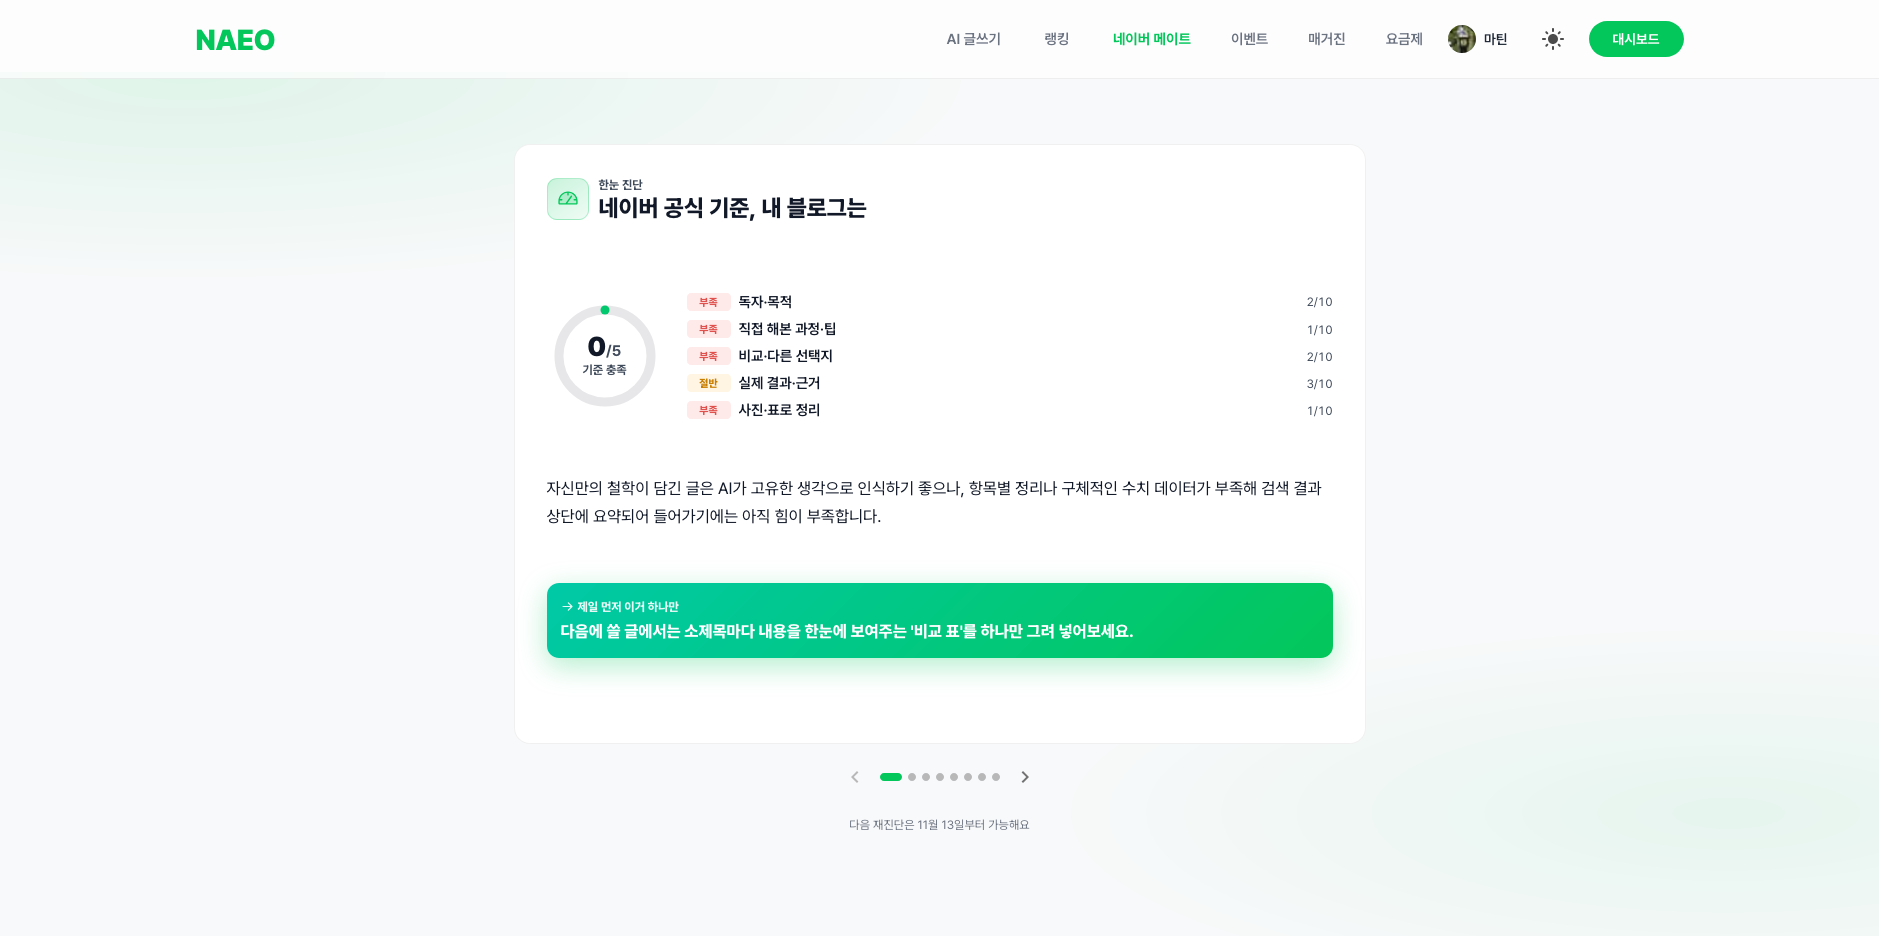 NAEO
AI 글쓰기
랭킹
네이버 메이트
이벤트
매거진
요금제
마틴
대시보드
한눈 진단
네이버 공식 기준, 내 블로그는
0/5
기준 충족
부족 독자·목적 2/10
부족 직접 해본 과정·팁 1/10
부족 비교·다른 선택지 2/10
절반 실제 결과·근거 3/10
부족 사진·표로 정리 1/10
자신만의 철학이 담긴 글은 AI가 고유한 생각으로 인식하기 좋으나, 항목별 정리나 구체적인 수치 데이터가 부족해 검색 결과
상단에 요약되어 들어가기에는 아직 힘이 부족합니다.
→ 제일 먼저 이거 하나만
다음에 쓸 글에서는 소제목마다 내용을 한눈에 보여주는 '비교 표'를 하나만 그려 넣어보세요.
다음 재진단은 11월 13일부터 가능해요